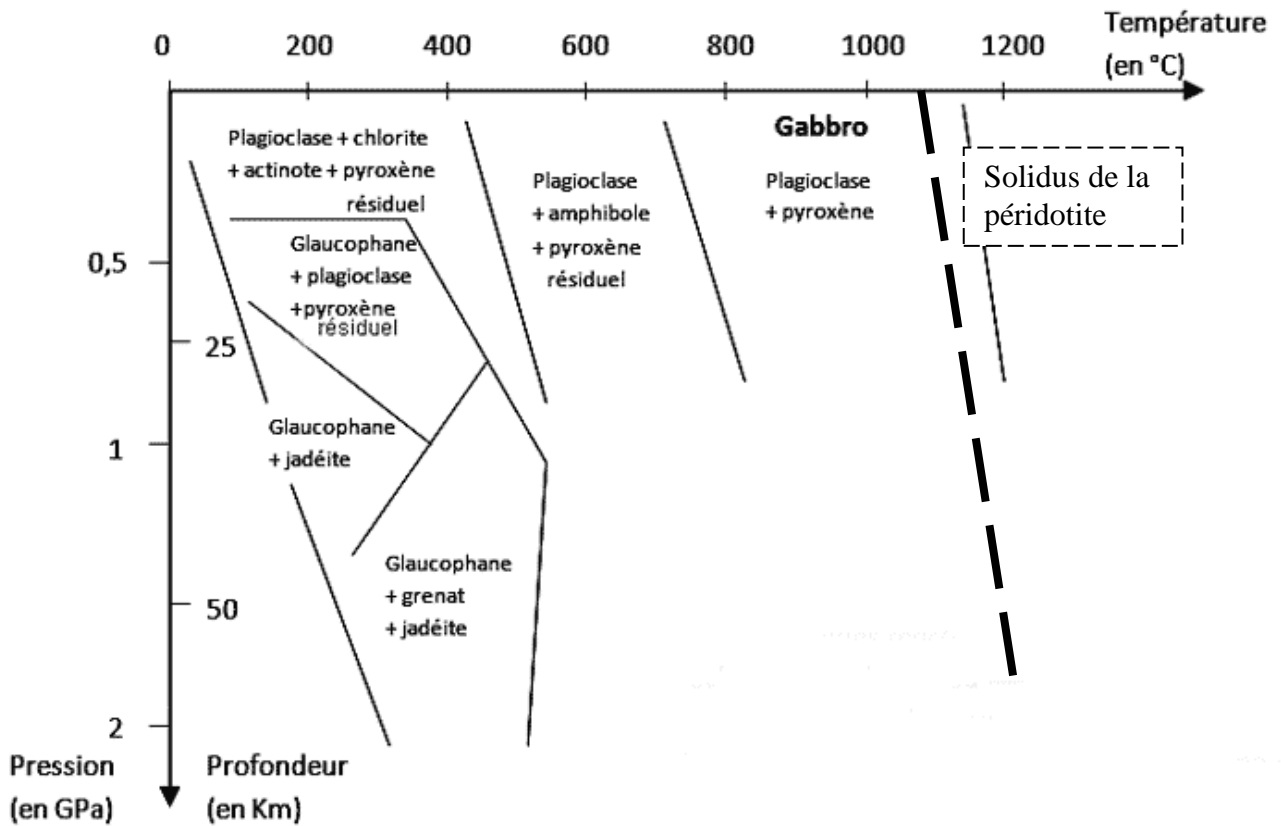 Température
(en °C)
0
200
400
600
800
1000
1200
Plagioclase + chlorite
+ actinote + pyroxène
résiduel
Gabbro
Plagioclase
+ pyroxène
Solidus de la
péridotite
Plagioclase
+ amphibole
+ pyroxène
résiduel
Glaucophane
+ plagioclase
+pyroxène
résiduel
0,5
25
Glaucophane
+ jadéite
1
Glaucophane
+ grenat
+ jadéite
50
2
Pression
(en GPa)
Profondeur
(en Km)